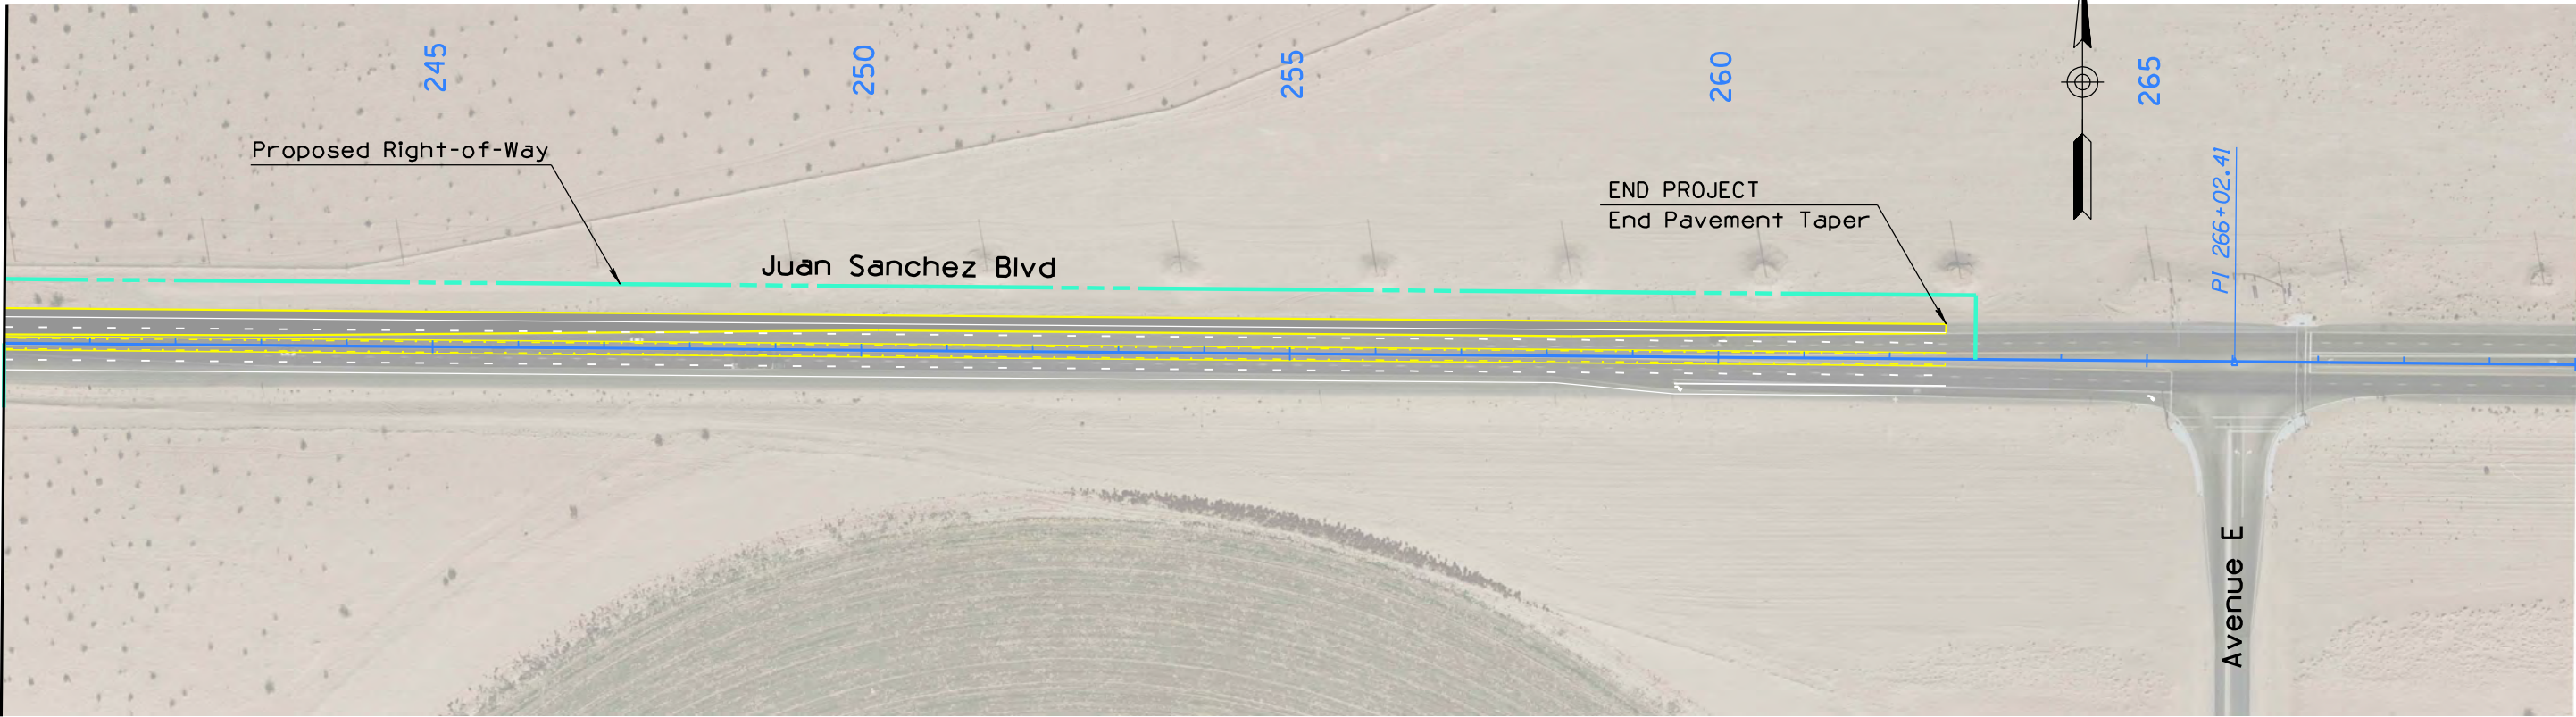 245
250
255
260
265
Proposed Right-of-Way
END PROJECT
End Pavement Taper
PI 266+02.41
Juan Sanchez Blvd
Avenue E